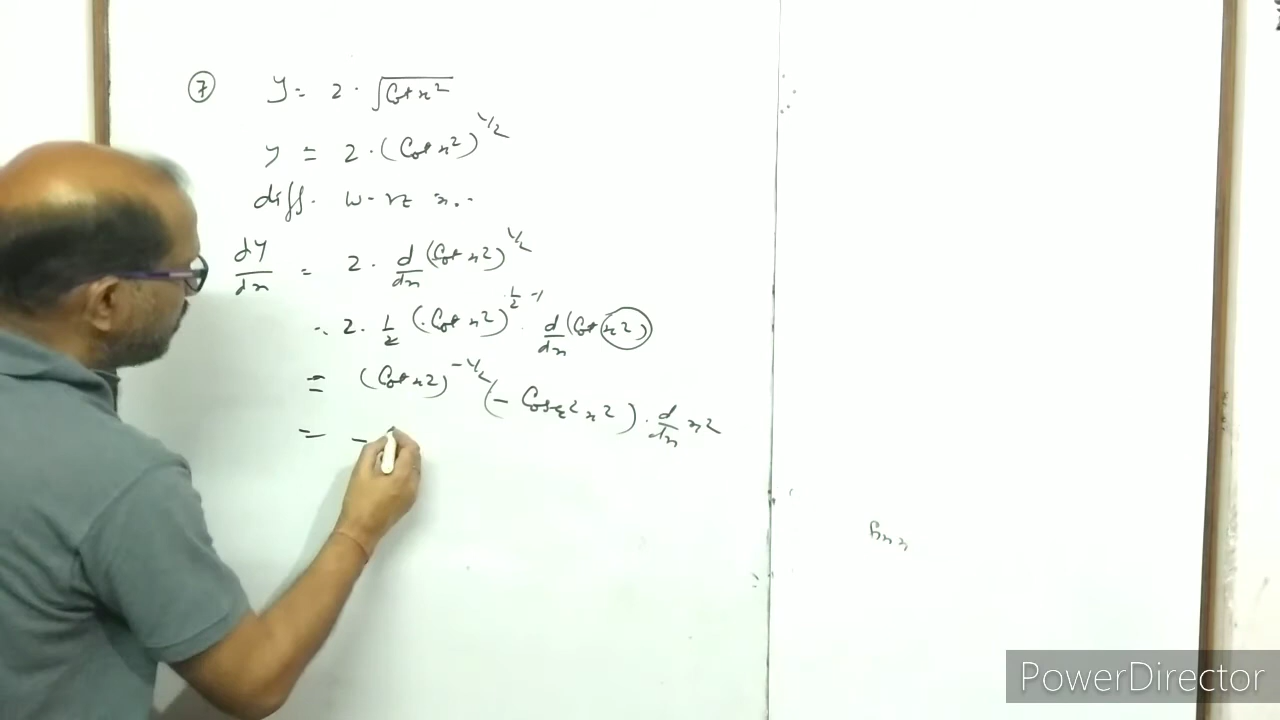 7 y = 2 · √Cot x²
y = 2 · (Cot x²)^1/2
diff. w-rt x.-
dy/dx = 2 · d/dx (Cot x²)^1/2
= 2 · 1/2 (Cot x²)^1/2 -1 · d/dx (Cot x²)
= (Cot x²)^-1/2 (- Cosec² x²) · d/dx x²
= -
PowerDirector